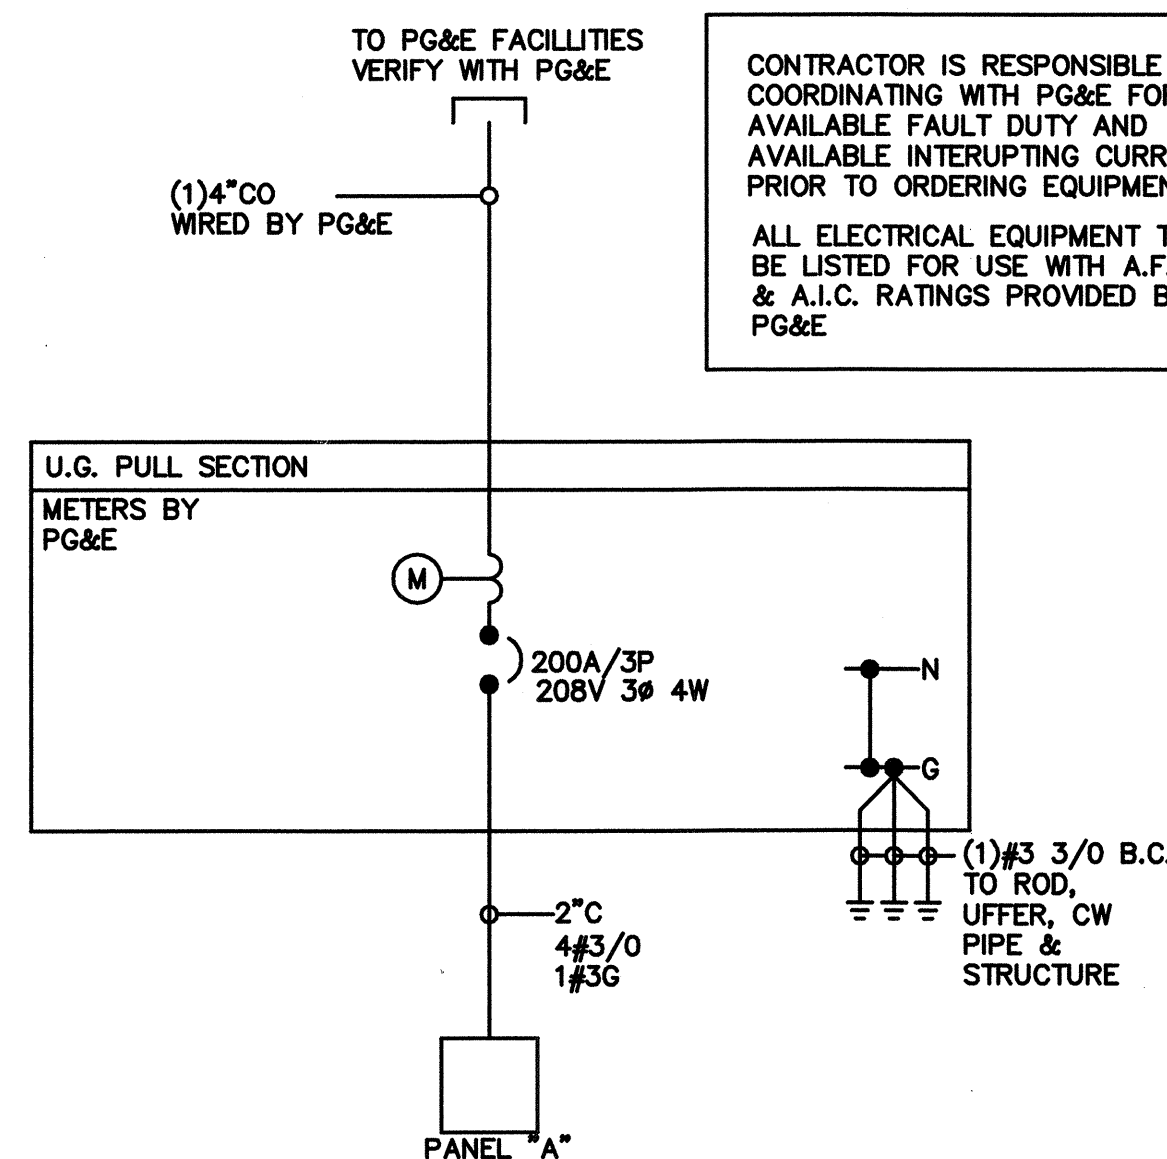 TO PG&E FACILLITIES
VERIFY WITH PG&E
CONTRACTOR IS RESPONSIBLE
COORDINATING WITH PG&E FOR
AVAILABLE FAULT DUTY AND
AVAILABLE INTERUPTING CURR
PRIOR TO ORDERING EQUIPMEN
ALL ELECTRICAL EQUIPMENT T
BE LISTED FOR USE WITH A.F.
& A.I.C. RATINGS PROVIDED B
PG&E
(1)4"CO
WIRED BY PG&E
U.G. PULL SECTION
METERS BY
PG&E
M
200A/3P
208V 3ø 4W
N
G
(1)#3 3/0 B.C.
TO ROD,
UFFER, CW
PIPE &
STRUCTURE
2"C
4#3/0
1#3G
PANEL "A"